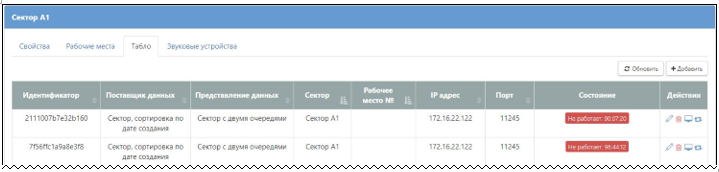 Сектор А1
Свойства Рабочие места Табло Звуковые устройства
Обновить Добавить
Идентификатор Поставщик данных Представление данных Сектор Рабочее место № IP адрес Порт Состояние Действия
2111007b7e32b160 Сектор, сортировка по дате создания Сектор с двумя очередями Сектор А1 172.16.22.122 11245 Не работает: 90:07:20
7f56ffc1a9a8e3f8 Сектор, сортировка по дате создания Сектор с двумя очередями Сектор А1 172.16.22.122 11245 Не работает: 98:44:12